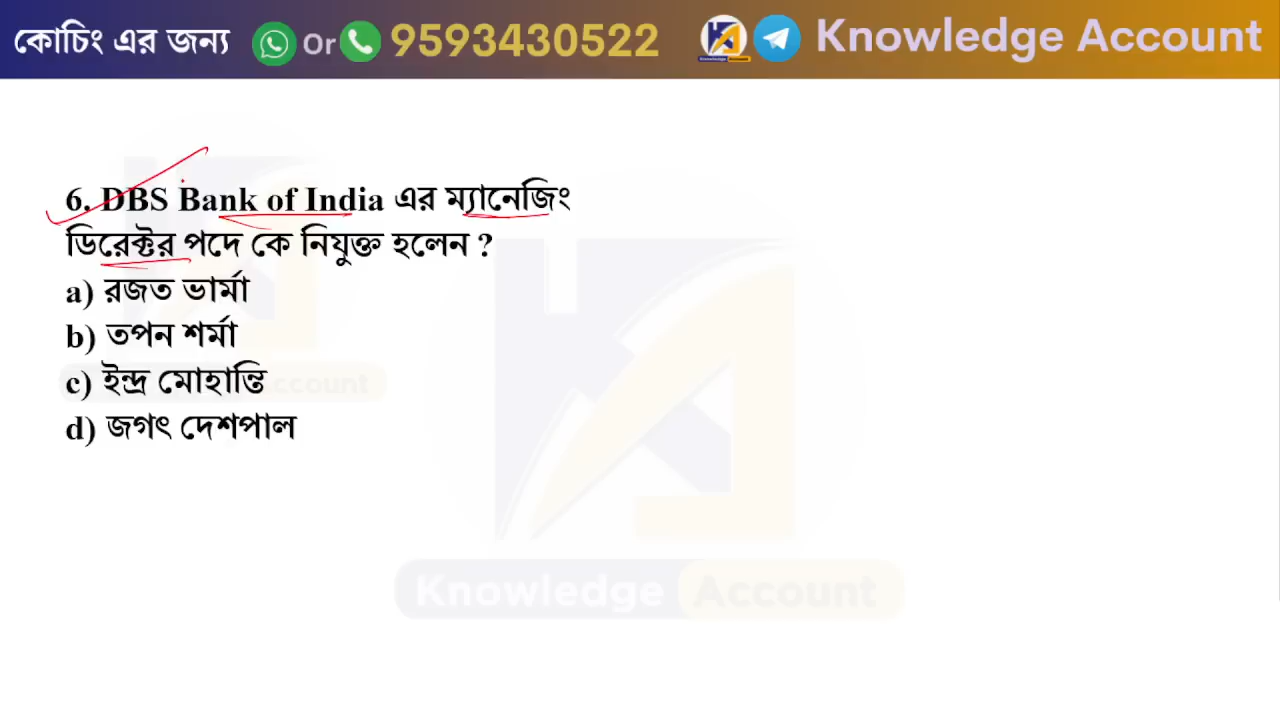 কোচিং এর জন্য Or 9593430522 Knowledge Account
6. DBS Bank of India এর ম্যানেজিং
ডিরেক্টর পদে কে নিযুক্ত হলেন ?
a) রজত ভার্মা
b) তপন শর্মা
c) ইন্দ্র মোহান্তি
d) জগৎ দেশপাল
Account
Knowledge Account